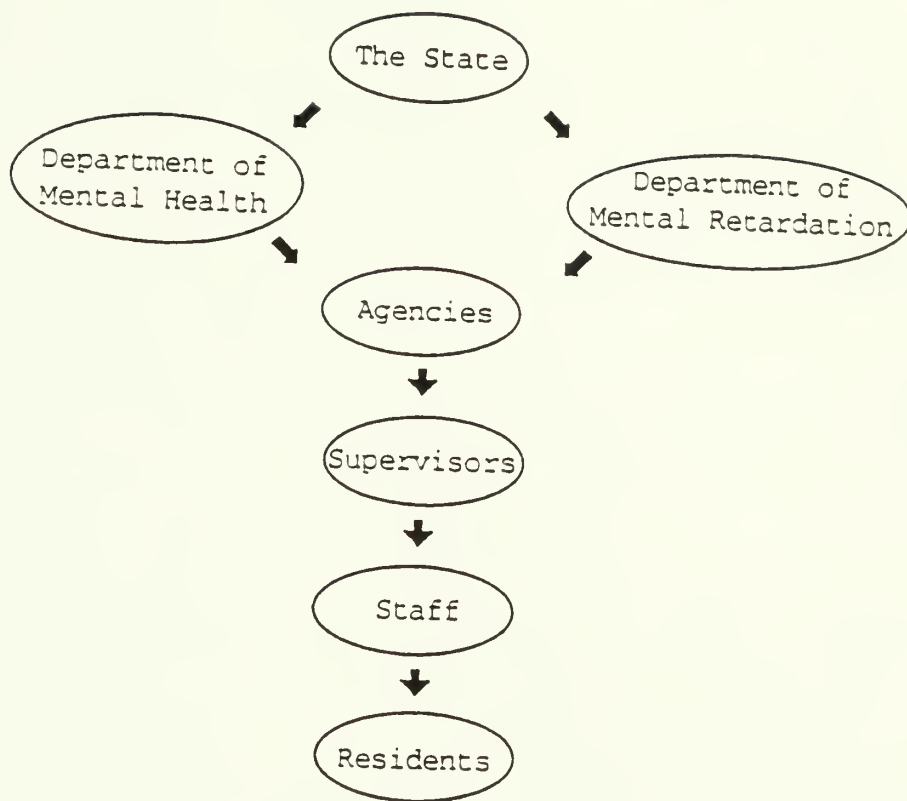 The State
Department of
Mental Health
Department of
Mental Retardation
Agencies
Supervisors
Staff
Residents